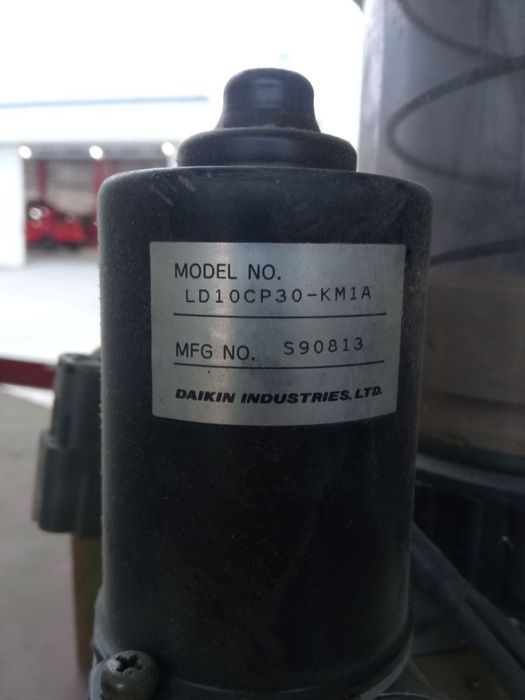 MODEL NO.
LD10CP30-KM1A
MFG NO. S90813
DAIKIN INDUSTRIES, LTD.